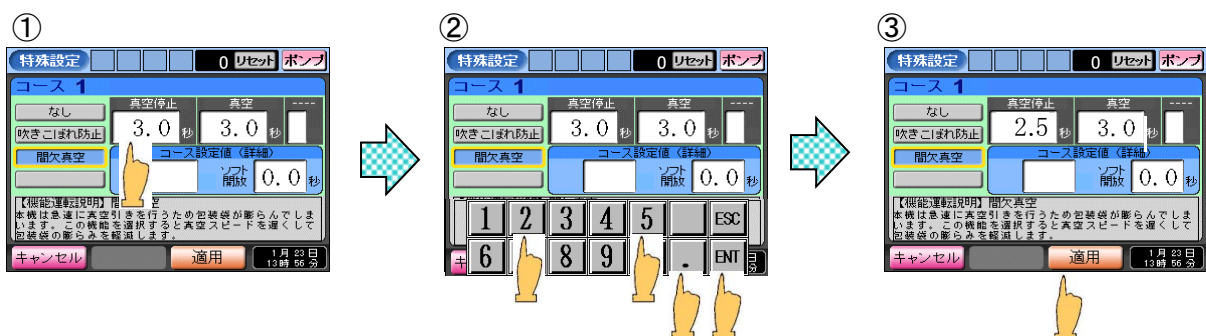 ①
特殊設定 0 リセット ポンプ
コース 1
真空停止 真空 ----
なし
3.0 秒 3.0 秒
吹きこぼれ防止
間欠真空
コース設定値(詳細)
ソフト開放 0.0 秒
【機能運転説明】間 空
本機は急速に真空引きを行うため包装袋が膨らんでしま
います。この機能を選択すると真空スピードを遅くして
包装袋の膨らみを軽減します。
キャンセル 適用 1月23日
13時56分
②
特殊設定 0 リセット ポンプ
コース 1
真空停止 真空 ----
なし
3.0 秒 3.0 秒
吹きこぼれ防止
間欠真空
コース設定値(詳細)
ソフト開放 0.0 秒
1 2 3 4 5 ESC
6 8 9 . ENT
③
特殊設定 0 リセット ポンプ
コース 1
真空停止 真空 ----
なし
2.5 秒 3.0 秒
吹きこぼれ防止
間欠真空
コース設定値(詳細)
ソフト開放 0.0 秒
【機能運転説明】間欠真空
本機は急速に真空引きを行うため包装袋が膨らんでしま
います。この機能を選択すると真空スピードを遅くして
包装袋の膨らみを軽減します。
キャンセル 適用 1月23日
13時56分